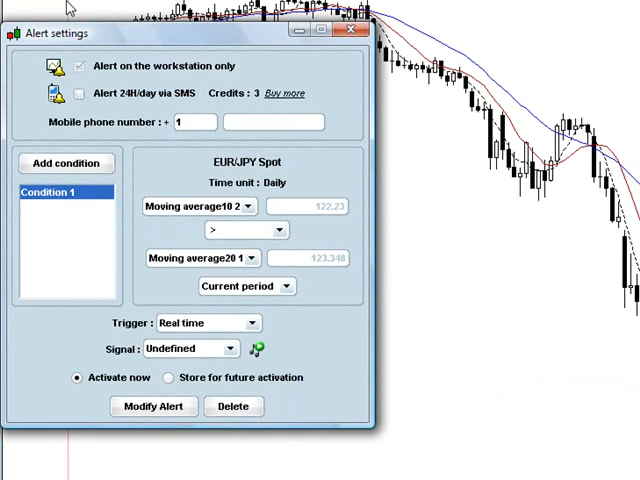 Alert settings
Alert on the workstation only
Alert 24H/day via SMS Credits : 3 Buy more
Mobile phone number : + 1
Add condition
EUR/JPY Spot
Condition 1
Time unit : Daily
Moving average10 2 122.23
>
Moving average20 1 123.348
Current period
Trigger : Real time
Signal : Undefined
Activate now Store for future activation
Modify Alert Delete